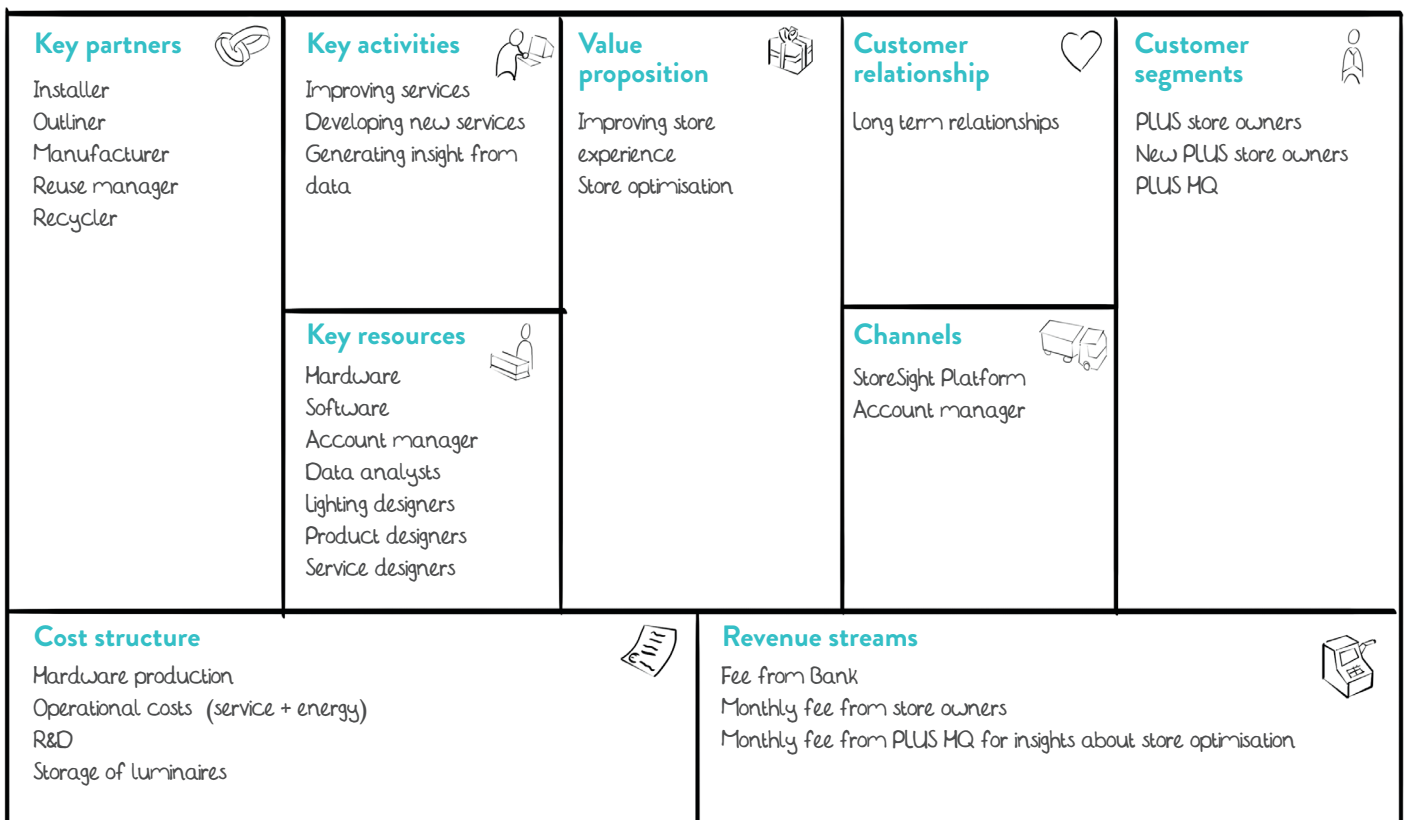 Key partners
Installer
Outliner
Manufacturer
Reuse manager
Recycler
Key activities
Improving services
Developing new services
Generating insight from
data
Key resources
Hardware
Software
Account manager
Data analysts
Lighting designers
Product designers
Service designers
Value
proposition
Improving store
experience
Store optimisation
Customer
relationship
Long term relationships
Channels
StoreSight Platform
Account manager
Customer
segments
PLUS store owners
New PLUS store owners
PLUS HQ
Cost structure
Hardware production
Operational costs (service + energy)
R&D
Storage of luminaires
Revenue streams
Fee from Bank
Monthly fee from store owners
Monthly fee from PLUS HQ for insights about store optimisation